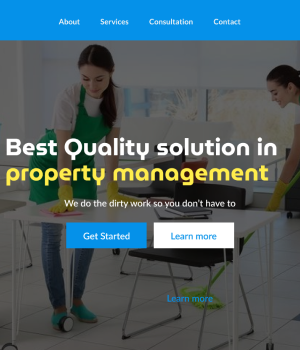 About Services Consultation Contact
Best Quality solution in
property management
We do the dirty work so you don't have to
Get Started Learn more
Learn more